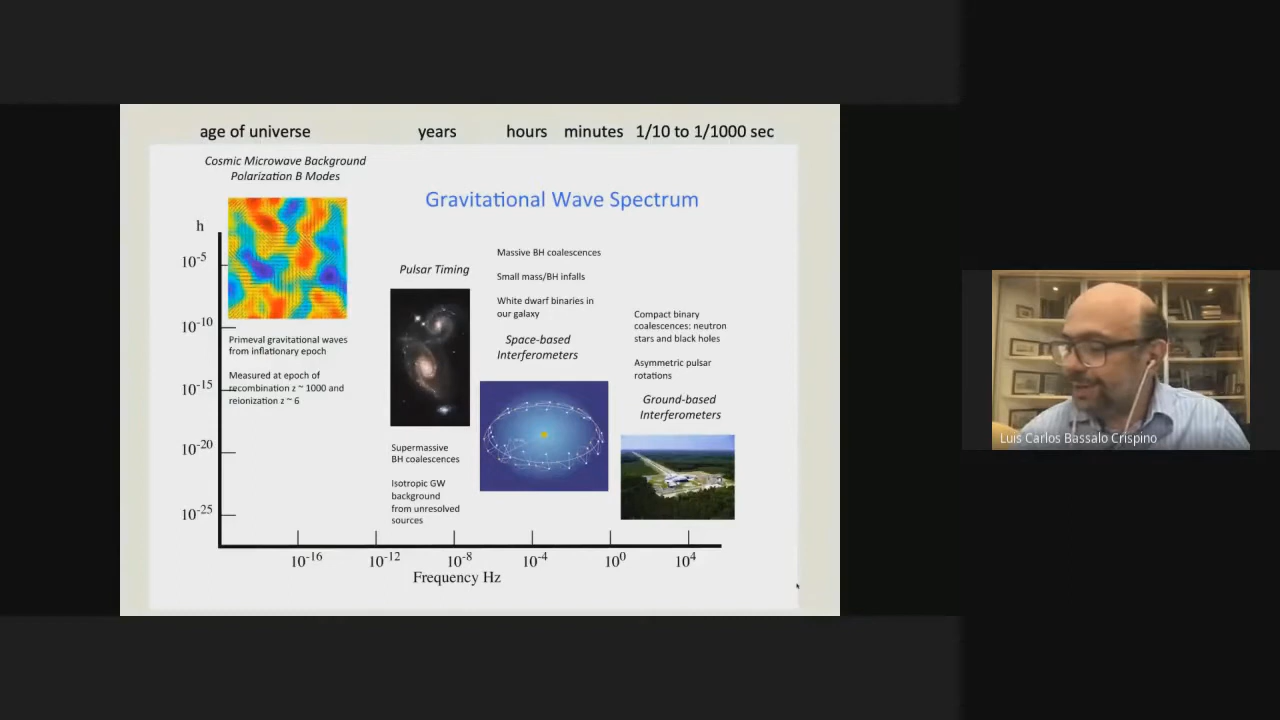 age of universe years hours minutes 1/10 to 1/1000 sec
Cosmic Microwave Background
Polarization B Modes
Gravitational Wave Spectrum
h
10-5
10-10
10-15
10-20
10-25
Primeval gravitational waves
from inflationary epoch
Measured at epoch of
recombination z ~ 1000 and
reionization z ~ 6
Pulsar Timing
Supermassive
BH coalescences
Isotropic GW
background
from unresolved
sources
Massive BH coalescences
Small mass/BH infalls
White dwarf binaries in
our galaxy
Space-based
Interferometers
Compact binary
coalescences: neutron
stars and black holes
Asymmetric pulsar
rotations
Ground-based
Interferometers
10-16 10-12 10-8 10-4 100 104
Frequency Hz
Luis Carlos Bassalo Crispino